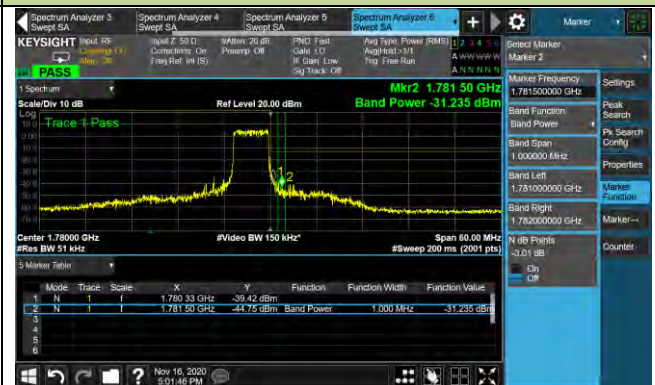 Spectrum Analyzer 3 Spectrum Analyzer 4 Spectrum Analyzer 5 Spectrum Analyzer 6
Swept SA Swept SA Swept SA Swept SA
Marker
KEYSIGHT Input: RF Input Z: 50 Ω #Atten: 20 dB PNO: Fast Avg Type: Power (RMS) 1 2 3 4 5 6
Corrections: On Preamp: Off Gate: LO Avg|Hold:>1/1 A W W W W W
Freq Ref: Int (S) IF Gain: Low Trig: Free Run
Sig Track: Off A N N N N N
PASS
Select Marker
Marker 2
1 Spectrum
Mkr2 1.781 50 GHz
Scale/Div 10 dB Ref Level 20.00 dBm Band Power -31.235 dBm
Log
Trace 1 Pass
1
2
Center 1.78000 GHz #Video BW 150 kHz* Span 60.00 MHz
#Res BW 51 kHz #Sweep 200 ms (2001 pts)
5 Marker Table
Mode Trace Scale X Y Function Function Width Function Value
1 N 1 f 1.780 33 GHz -39.42 dBm
2 N 1 f 1.781 50 GHz -44.75 dBm Band Power 1.000 MHz -31.235 dBm
3
4
5
6
Marker Frequency
1.781500000 GHz
Band Function
Band Power
Band Span
1.000000 MHz
Band Left
1.781000000 GHz
Band Right
1.782000000 GHz
N dB Points
-3.01 dB
On
Off
Settings
Peak
Search
Pk Search
Config
Properties
Marker
Function
Marker→
Counter
?
Nov 16, 2020
5:01:46 PM